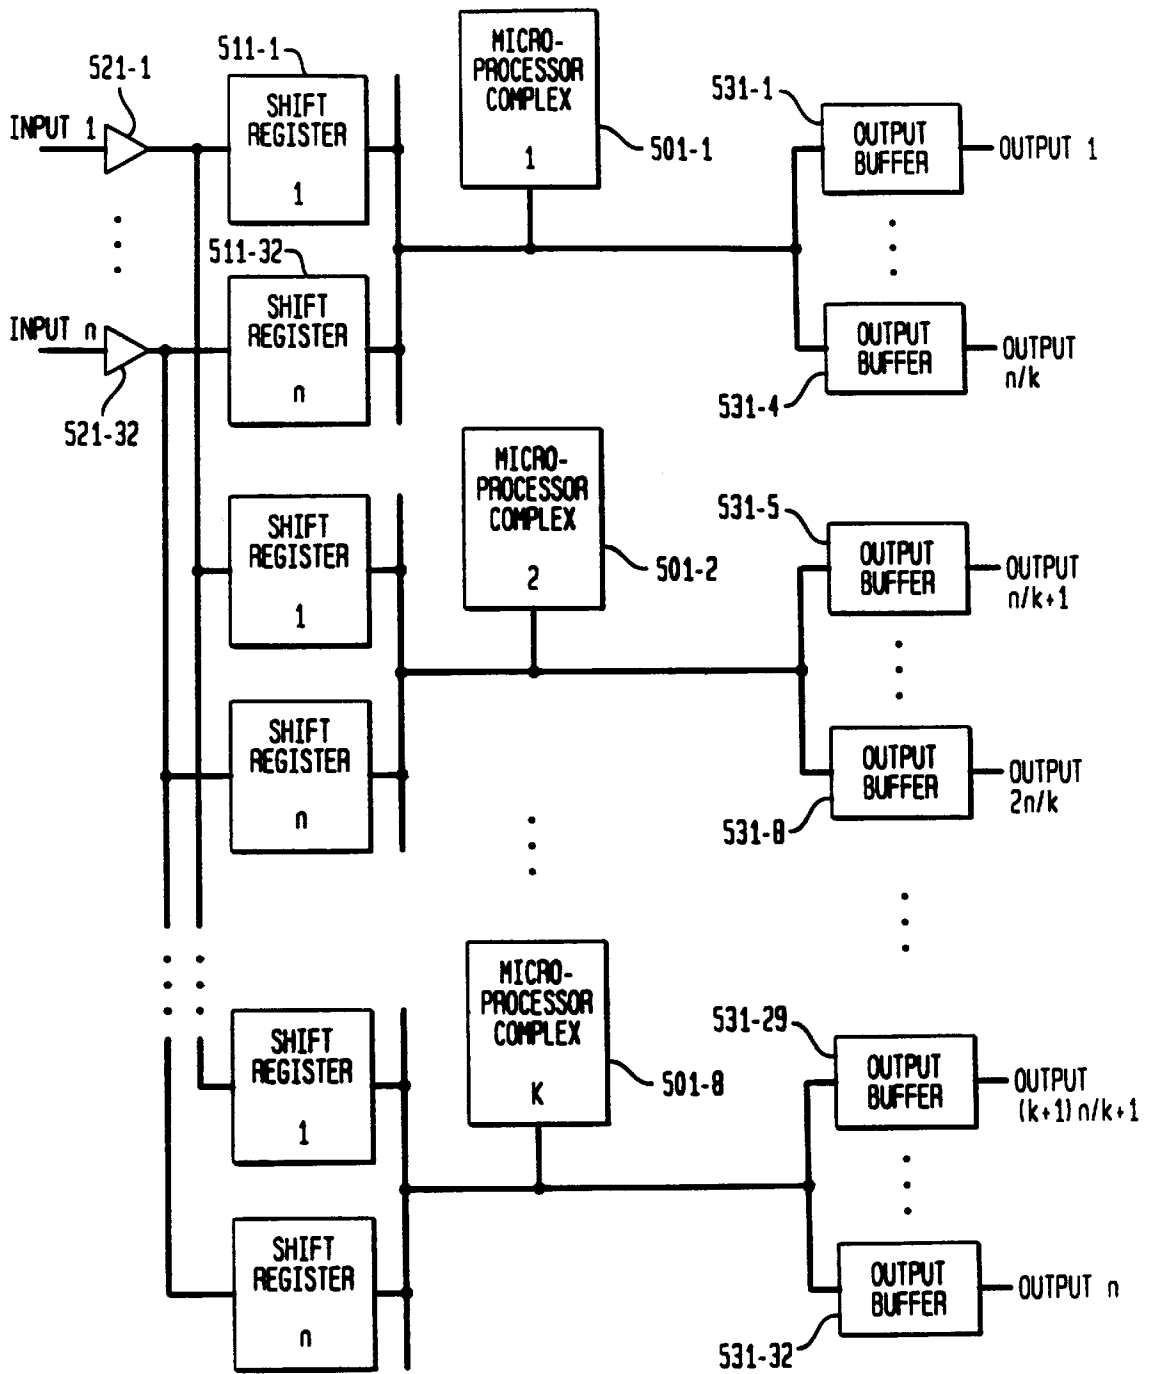 INPUT 1
521-1
511-1
SHIFT
REGISTER
1
MICRO-
PROCESSOR
COMPLEX
1
501-1
531-1
OUTPUT
BUFFER
OUTPUT 1
INPUT n
521-32
511-32
SHIFT
REGISTER
n
OUTPUT
BUFFER
531-4
OUTPUT
n/k
SHIFT
REGISTER
1
MICRO-
PROCESSOR
COMPLEX
2
501-2
531-5
OUTPUT
BUFFER
OUTPUT
n/k+1
SHIFT
REGISTER
n
OUTPUT
BUFFER
531-8
OUTPUT
2n/k
SHIFT
REGISTER
1
MICRO-
PROCESSOR
COMPLEX
K
501-8
531-29
OUTPUT
BUFFER
OUTPUT
(k+1)n/k+1
SHIFT
REGISTER
n
OUTPUT
BUFFER
531-32
OUTPUT n